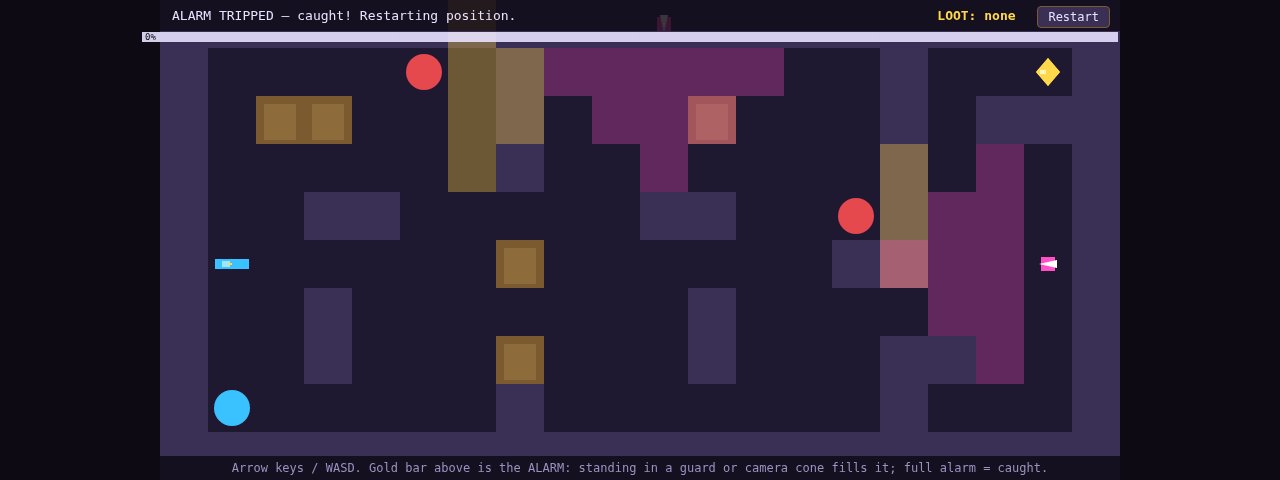 ALARM TRIPPED — caught! Restarting position.
LOOT: none
Restart
0%
Arrow keys / WASD. Gold bar above is the ALARM: standing in a guard or camera cone fills it; full alarm = caught.